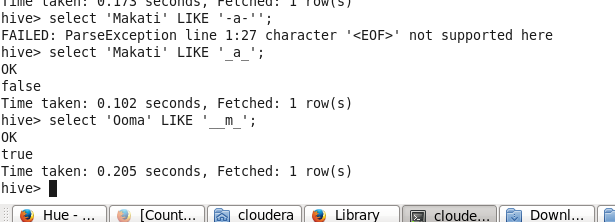 Time taken: 0.173 seconds, Fetched: 1 row(s)
hive> select 'Makati' LIKE '-a-'';
FAILED: ParseException line 1:27 character '<EOF>' not supported here
hive> select 'Makati' LIKE '_a_';
OK
false
Time taken: 0.102 seconds, Fetched: 1 row(s)
hive> select 'Ooma' LIKE '__m_';
OK
true
Time taken: 0.205 seconds, Fetched: 1 row(s)
hive>
Hue - ... [Count... cloudera Library cloude... Downl...